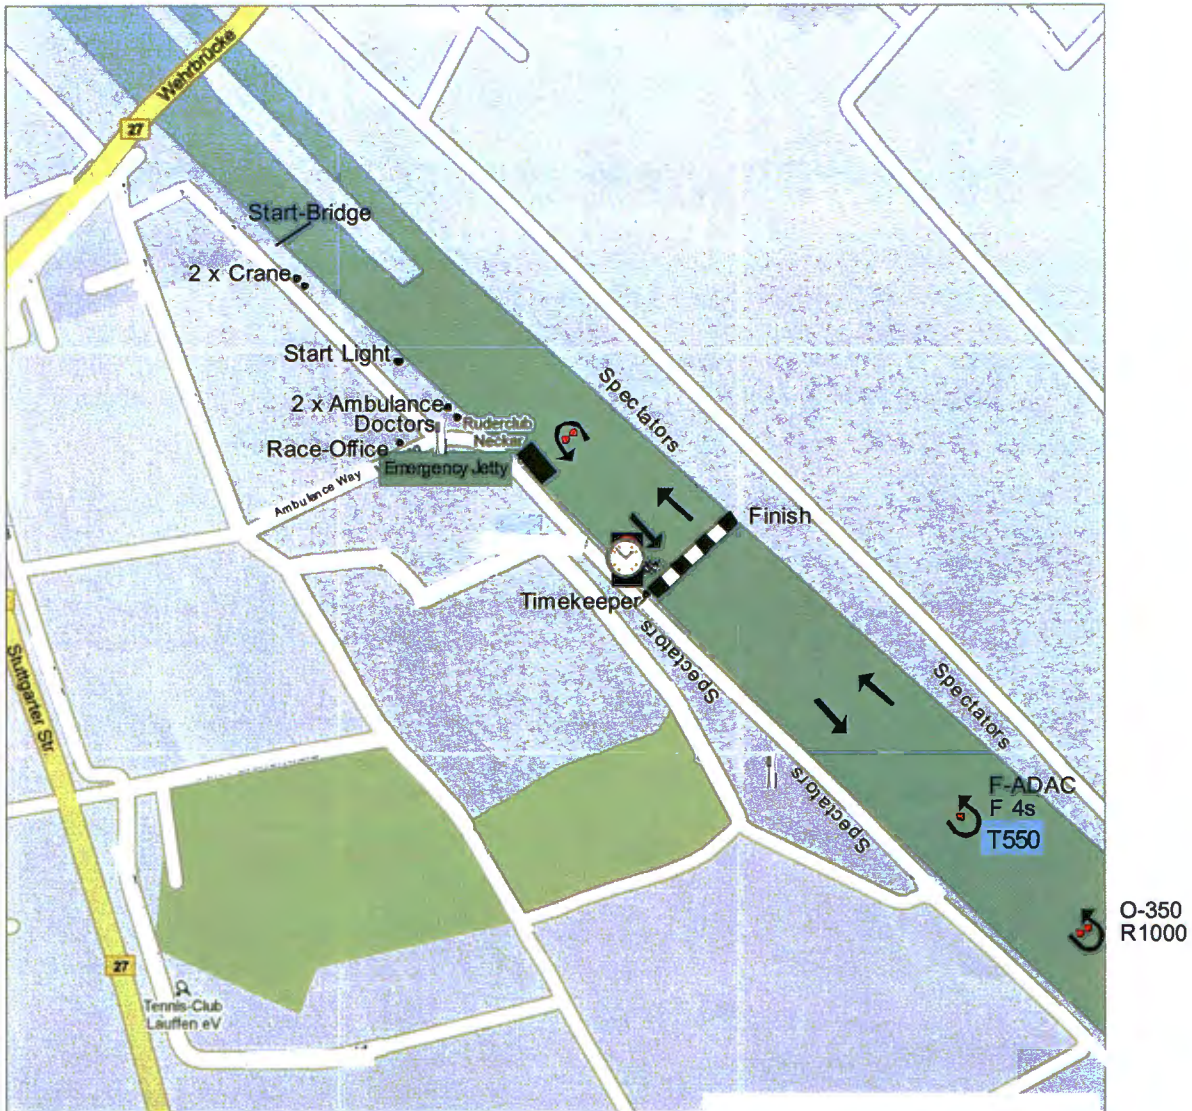 Wehrbrücke
27
Start-Bridge
2 x Crane
Start Light
2 x Ambulance
Doctors
Ruderclub
Neckar
Race-Office
Emergency Jetty
Ambulance Way
Spectators
Finish
Timekeeper
Spectators
Spectators
Spectators
Spectators
Stuttgarter Str.
F-ADAC
F 4s
T550
O-350
R1000
27
Tennis-Club
Lauffen eV